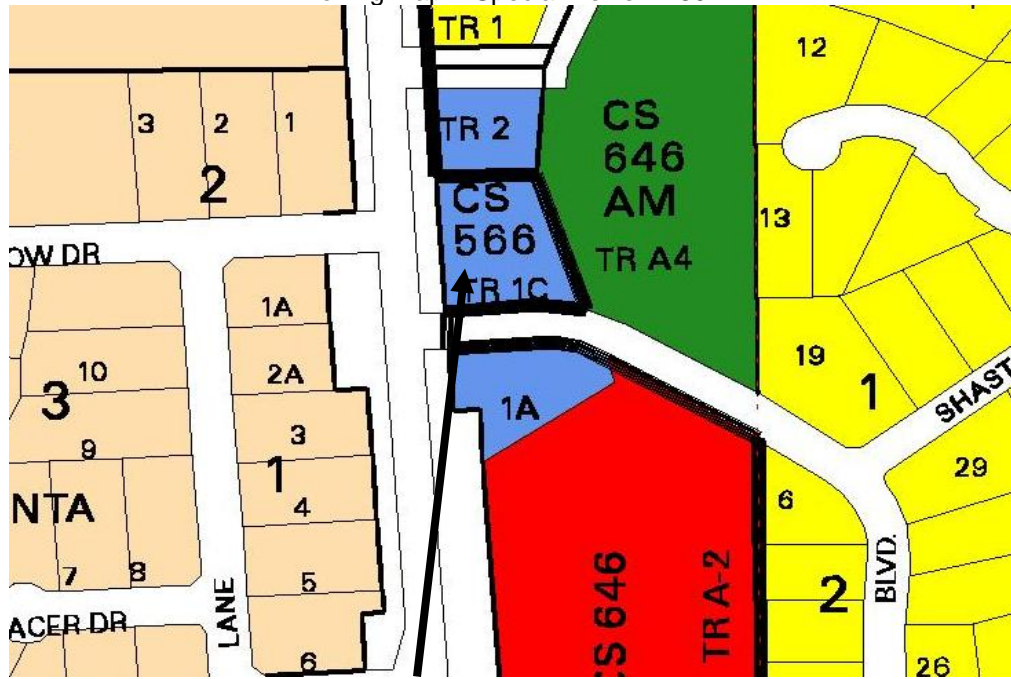 TR 1
12
3
2
1
TR 2
CS
646
AM
2
CS
566
13
OW DR
TR A4
TR 1C
1A
10
2A
19
1
3
1A
SHAST
9
3
29
1
NTA
4
6
7
8
5
CS 646
TR A-2
2
BLVD.
LANE
ACER DR
6
26